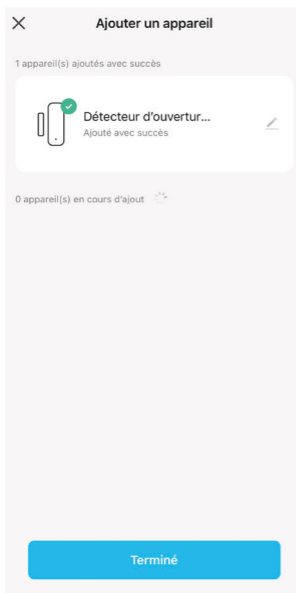 Ajouter un appareil
1 appareil(s) ajoutés avec succès
Détecteur d'ouvertur...
Ajouté avec succès
0 appareil(s) en cours d'ajout
Terminé